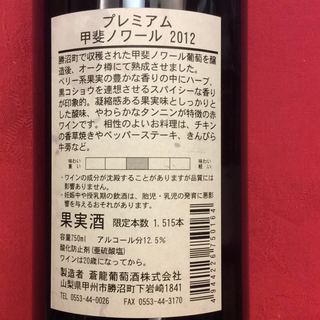 プレミアム
甲斐ノワール 2012
勝沼町で収穫された甲斐ノワール葡萄を醸
造後、オーク樽にて熟成させました。
ベリー系果実の豊かな香りの中にハーブ、
黒コショウを連想させるスパイシーな香り
が印象的。凝縮感ある果実味としっかりと
した酸味、やわらかなタンニンが特徴の赤
ワインです。相性のよいお料理は、チキン
の香草焼きやペッパーステーキ、きんぴら
牛蒡など。
味わい 重い
味わい 軽い
・ワインの成分が沈殿することがありますが品質には
影響ありません。
・妊娠中や授乳期の飲酒は、胎児・乳児の発育に悪影
響を与えるおそれがあります。
果実酒 限定本数 1.515本
容量750ml アルコール分12.5%
酸化防止剤(亜硫酸塩)
ワインは20歳になってから。
製造者 蒼龍葡萄酒株式会社
山梨県甲州市勝沼町下岩崎1841
TEL 0553-44-0026 FAX 0553-44-3170
4944226750164